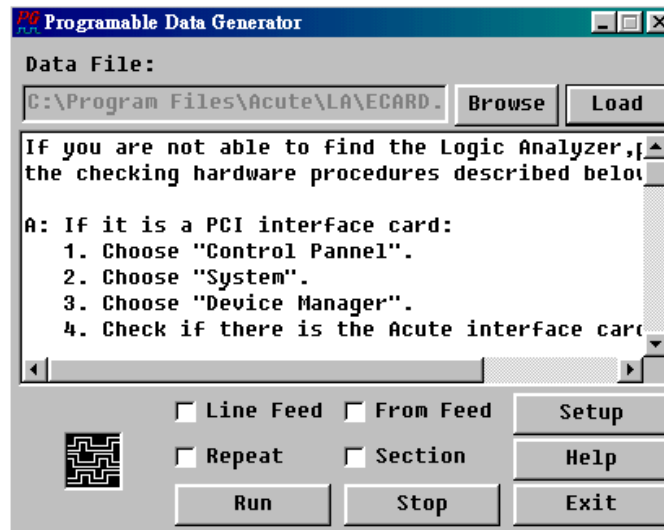 PG Programable Data Generator
Data File:
C:\Program Files\Acute\LA\ECARD. Browse Load
If you are not able to find the Logic Analyzer,
the checking hardware procedures described below
A: If it is a PCI interface card:
1. Choose "Control Pannel".
2. Choose "System".
3. Choose "Device Manager".
4. Check if there is the Acute interface card
Line Feed From Feed Setup
Repeat Section Help
Run Stop Exit